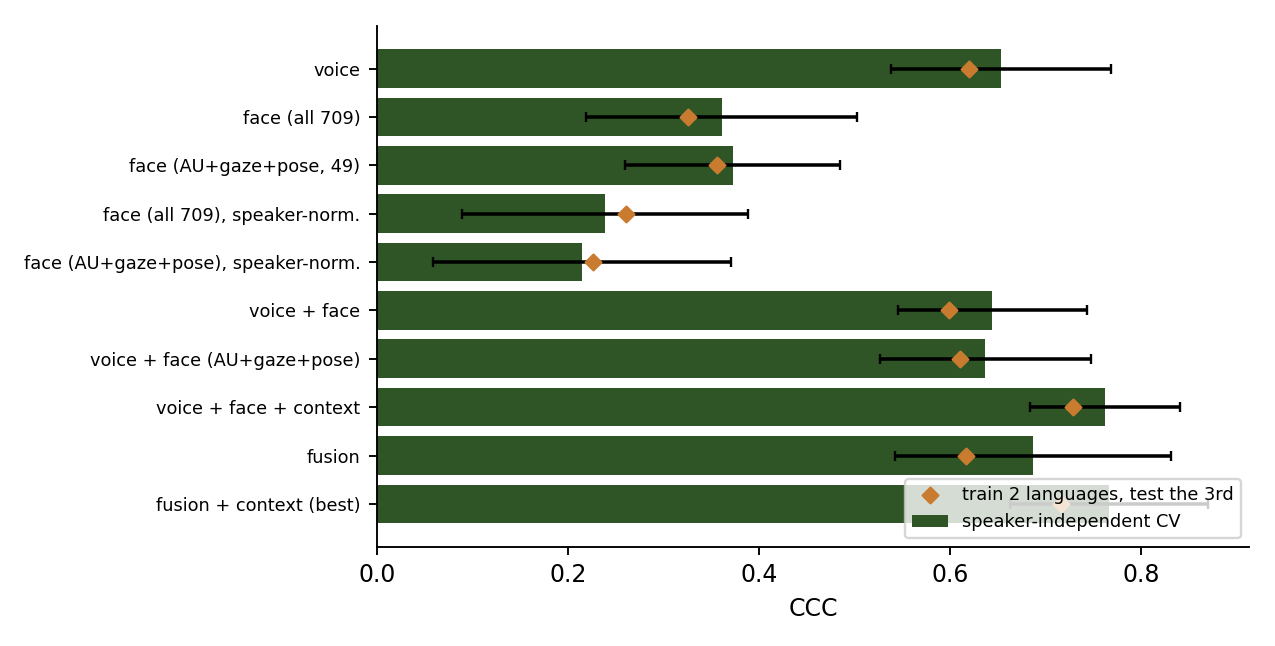 voice
face (all 709)
face (AU+gaze+pose, 49)
face (all 709), speaker-norm.
face (AU+gaze+pose), speaker-norm.
voice + face
voice + face (AU+gaze+pose)
voice + face + context
fusion
fusion + context (best)
train 2 languages, test the 3rd
speaker-independent CV
0.0 0.2 0.4 0.6 0.8
CCC